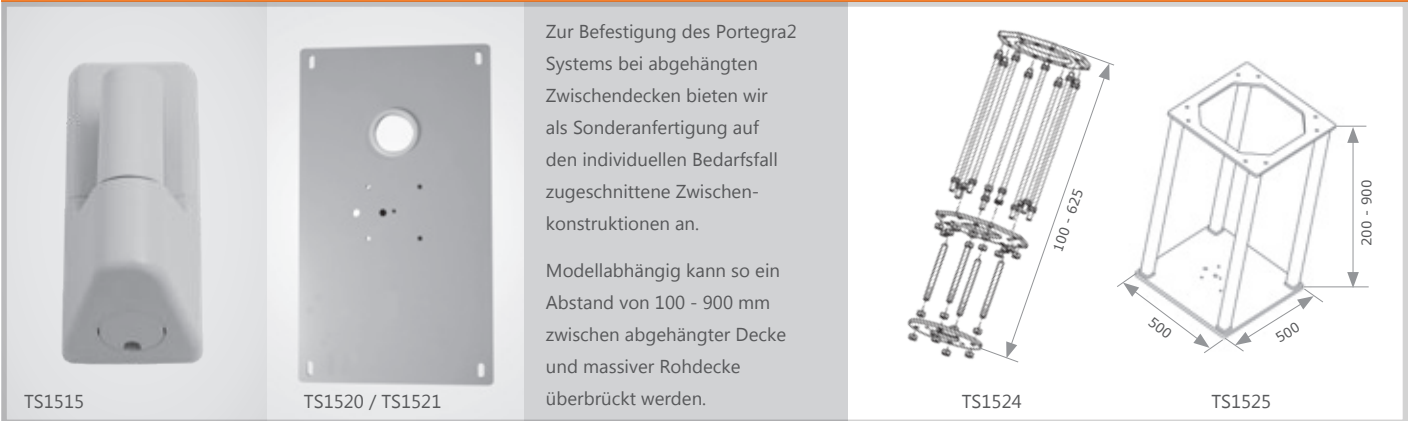 TS1515
TS1520 / TS1521
Zur Befestigung des Portegra2
Systems bei abgehängten
Zwischendecken bieten wir
als Sonderanfertigung auf
den individuellen Bedarfsfall
zugeschnittene Zwischen-
konstruktionen an.
Modellabhängig kann so ein
Abstand von 100 - 900 mm
zwischen abgehängter Decke
und massiver Rohdecke
überbrückt werden.
100 - 625
TS1524
200 - 900
500
500
TS1525